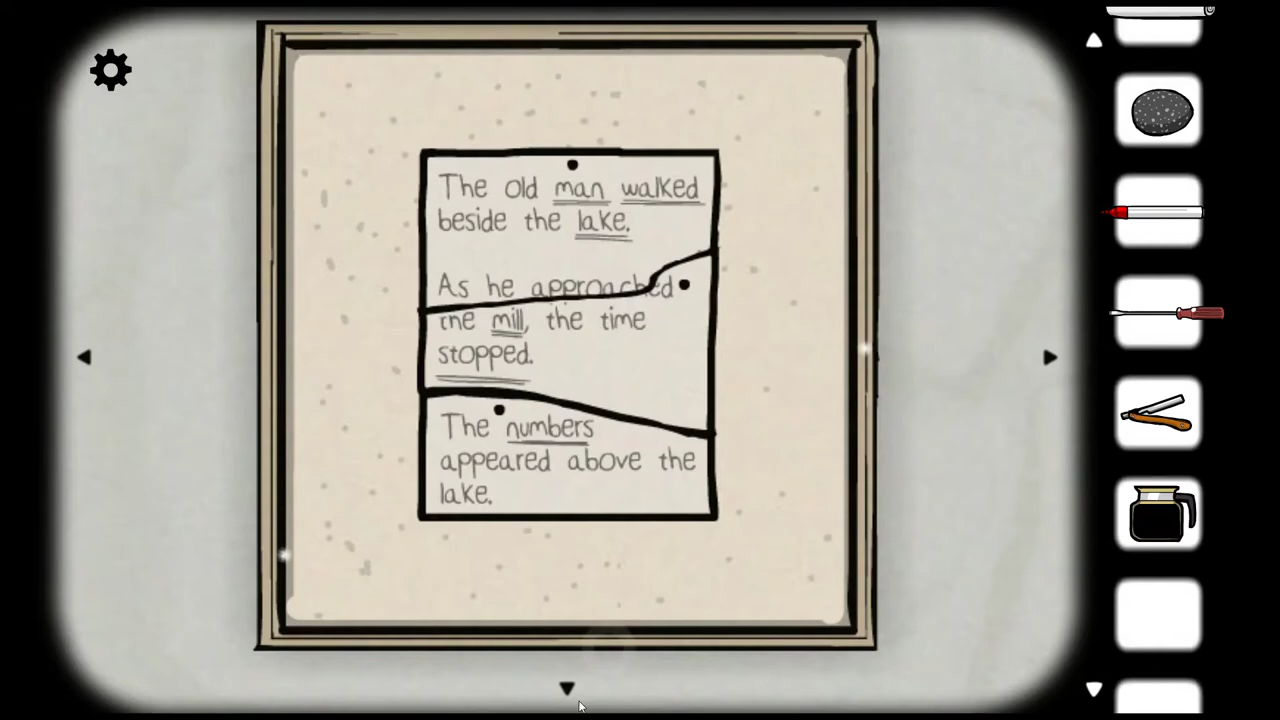 The old man walked
beside the lake.
As he approached
the mill, the time
stopped.
The numbers
appeared above the
lake.